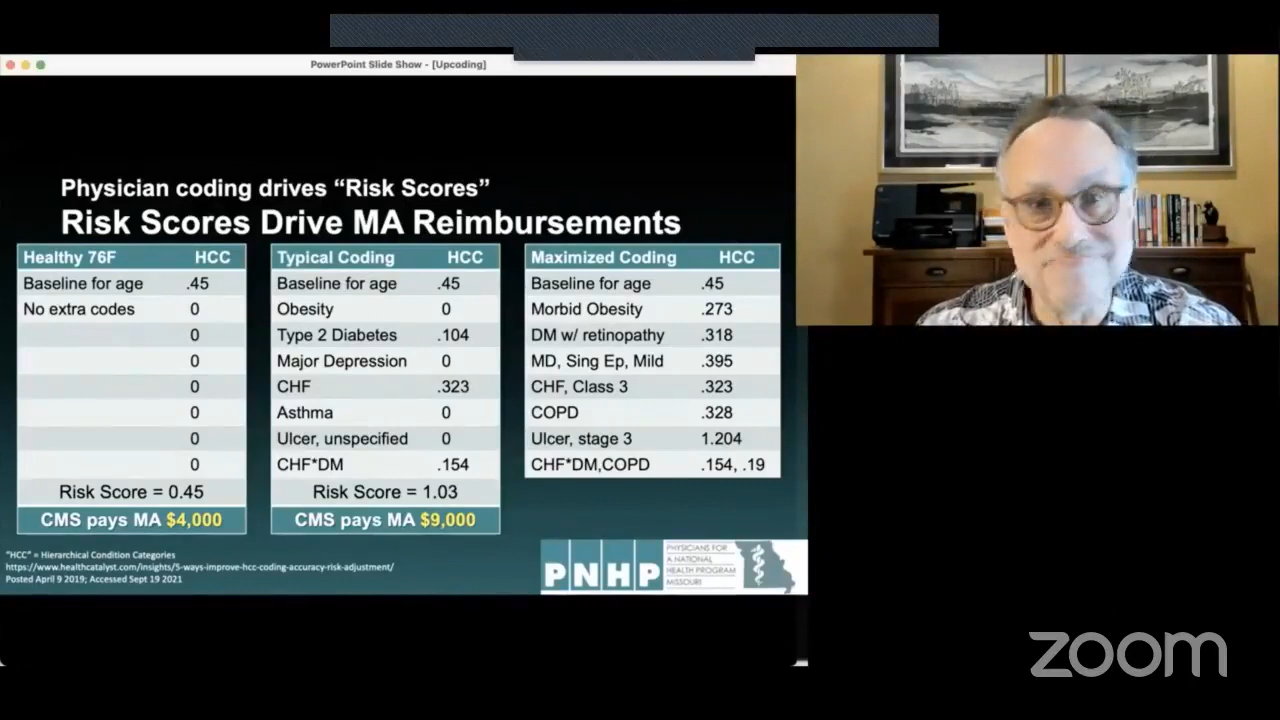 PowerPoint Slide Show - [Upcoding]
Physician coding drives “Risk Scores”
Risk Scores Drive MA Reimbursements
Healthy 76F HCC
Baseline for age .45
No extra codes 0
0
0
0
0
0
0
Risk Score = 0.45
CMS pays MA $4,000
Typical Coding HCC
Baseline for age .45
Obesity 0
Type 2 Diabetes .104
Major Depression 0
CHF .323
Asthma 0
Ulcer, unspecified 0
CHF*DM .154
Risk Score = 1.03
CMS pays MA $9,000
Maximized Coding HCC
Baseline for age .45
Morbid Obesity .273
DM w/ retinopathy .318
MD, Sing Ep, Mild .395
CHF, Class 3 .323
COPD .328
Ulcer, stage 3 1.204
CHF*DM,COPD .154, .19
"HCC" = Hierarchical Condition Categories
https://www.healthcatalyst.com/insights/5-ways-improve-hcc-coding-accuracy-risk-adjustment/
Posted April 9 2019; Accessed Sept 19 2021
PNHP
PHYSICIANS FOR
A NATIONAL
HEALTH PROGRAM
MISSOURI
zoom